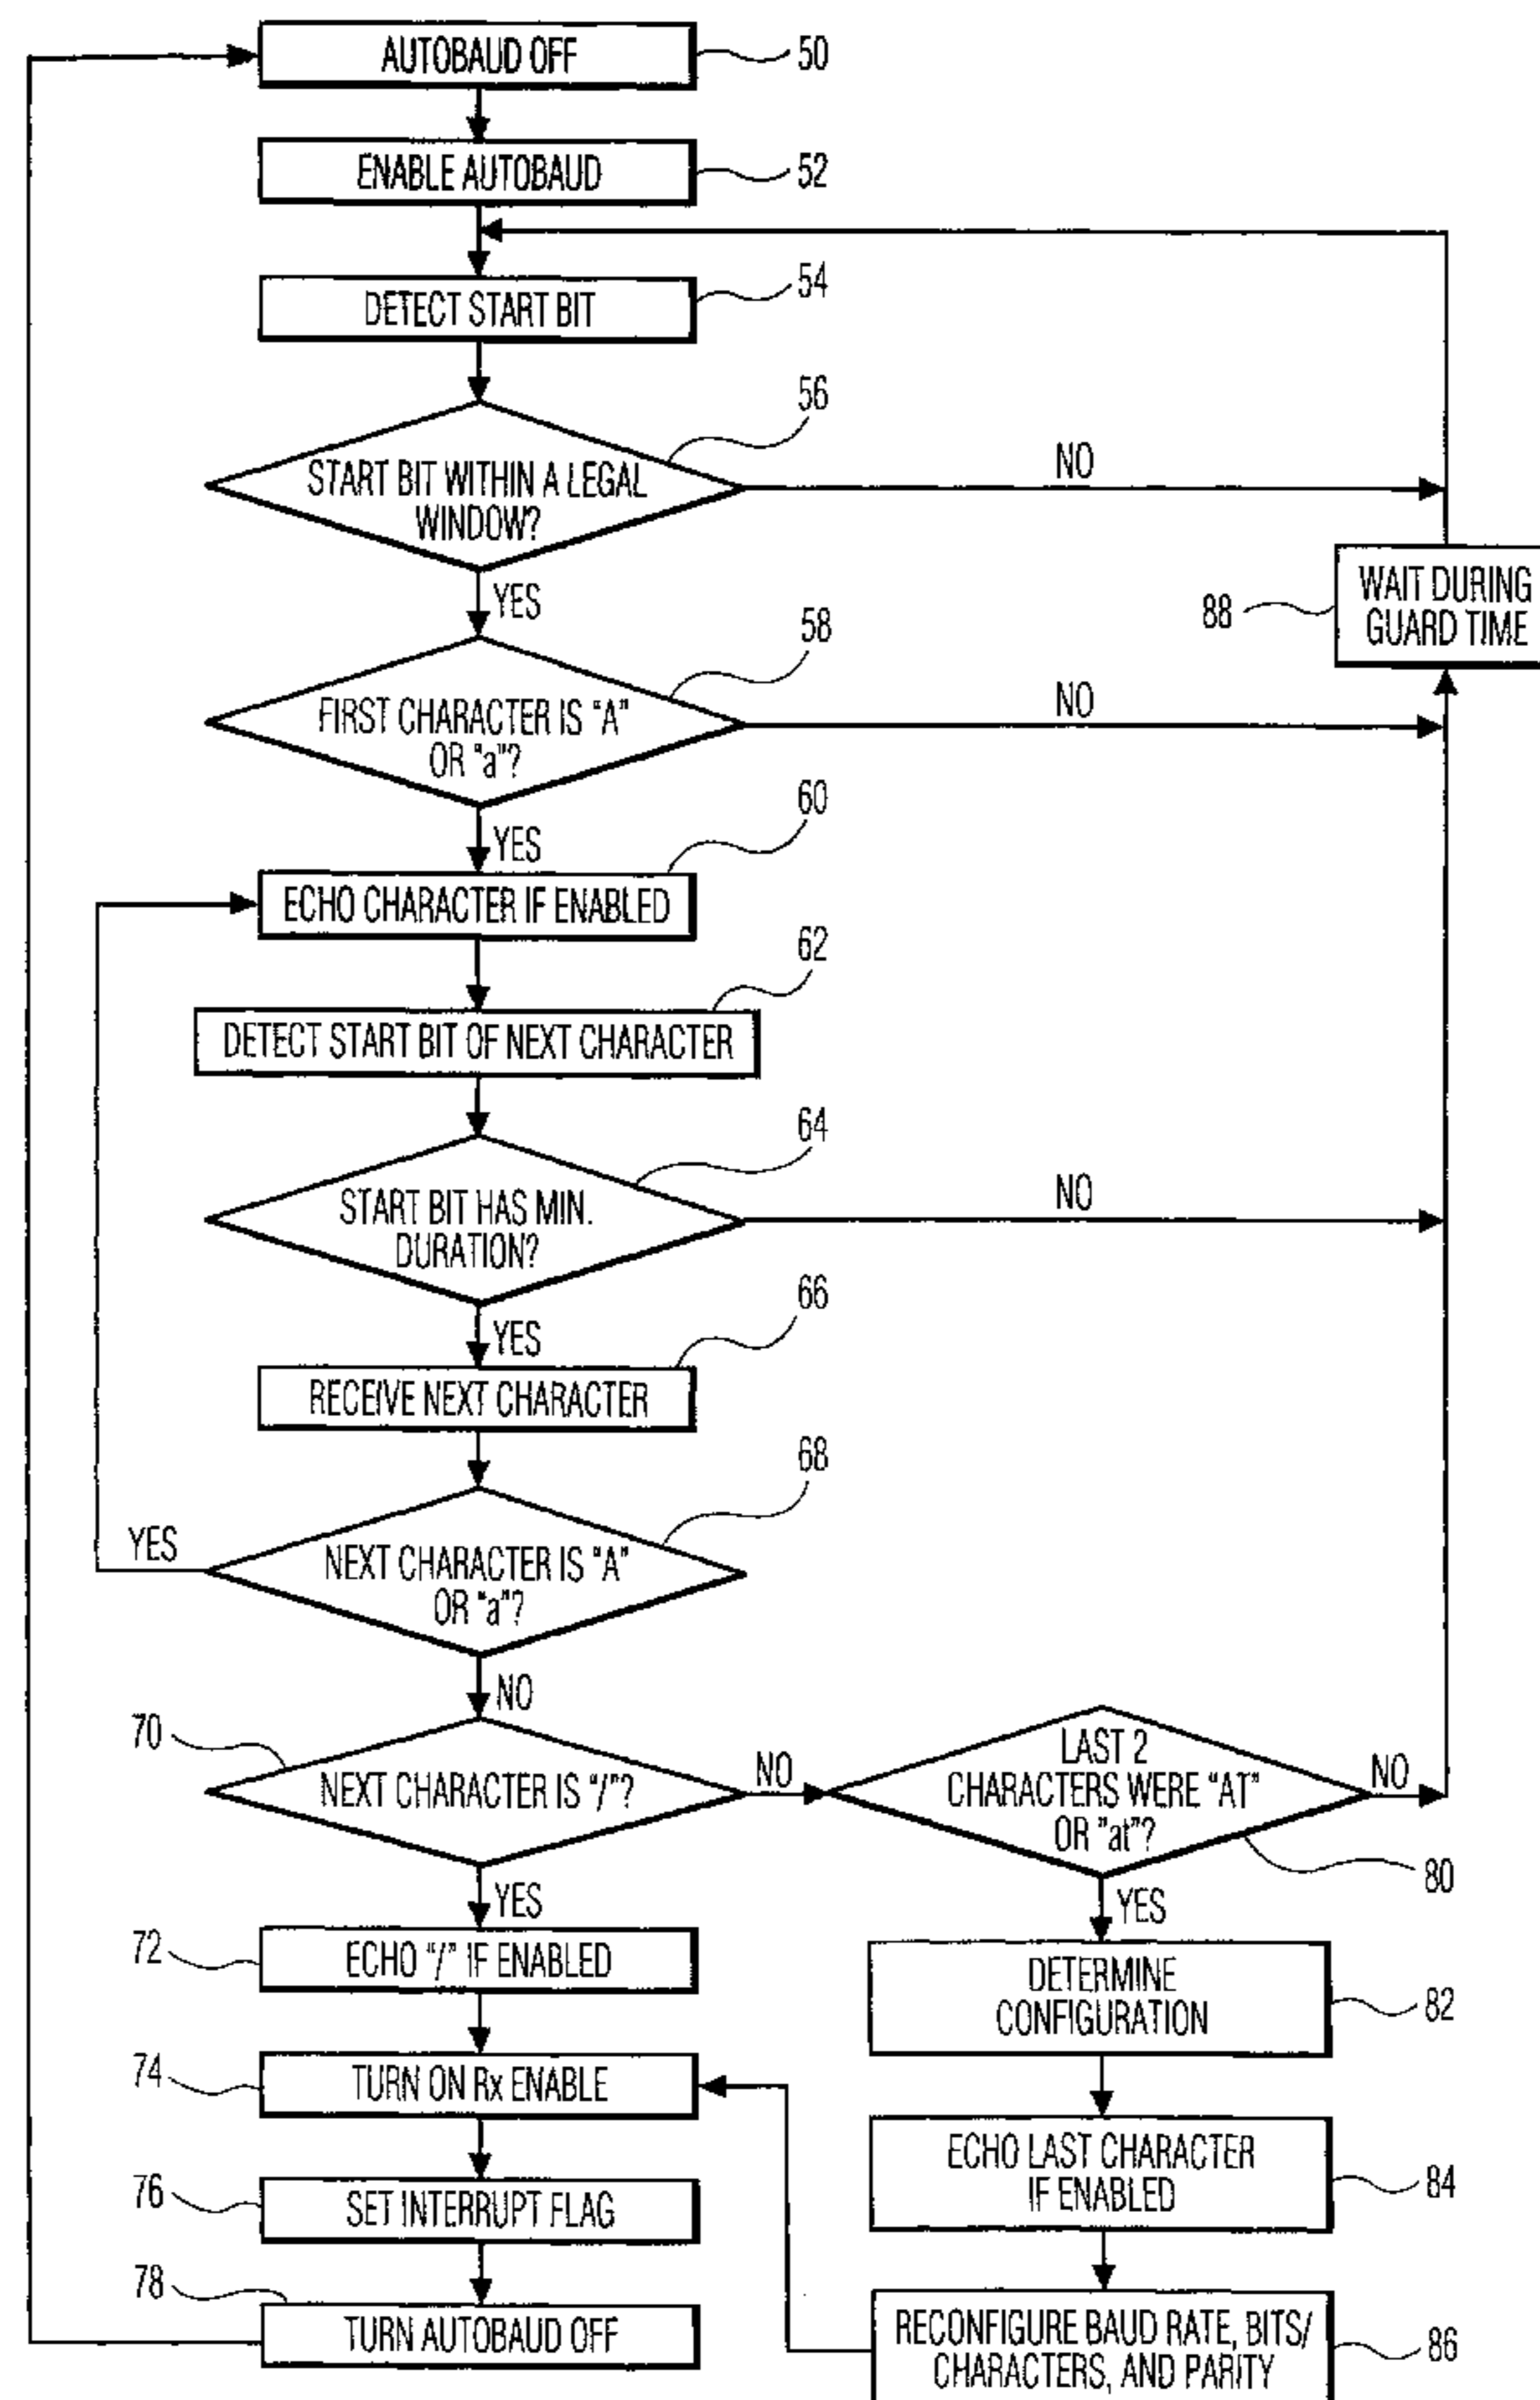 AUTOBAUD OFF
50
ENABLE AUTOBAUD
52
DETECT START BIT
54
56
START BIT WITHIN A LEGAL
WINDOW?
NO
YES
WAIT DURING
GUARD TIME
88
58
FIRST CHARACTER IS "A"
OR "a"?
NO
YES
60
ECHO CHARACTER IF ENABLED
62
DETECT START BIT OF NEXT CHARACTER
64
START BIT HAS MIN.
DURATION?
NO
YES
66
RECEIVE NEXT CHARACTER
68
YES
NEXT CHARACTER IS "A"
OR "a"?
NO
70
NEXT CHARACTER IS "/"?
NO
LAST 2
CHARACTERS WERE "AT"
OR "at"?
NO
80
YES
YES
72
ECHO "/" IF ENABLED
DETERMINE
CONFIGURATION
82
74
TURN ON Rx ENABLE
ECHO LAST CHARACTER
IF ENABLED
84
76
SET INTERRUPT FLAG
78
TURN AUTOBAUD OFF
RECONFIGURE BAUD RATE, BITS/
CHARACTERS, AND PARITY
86